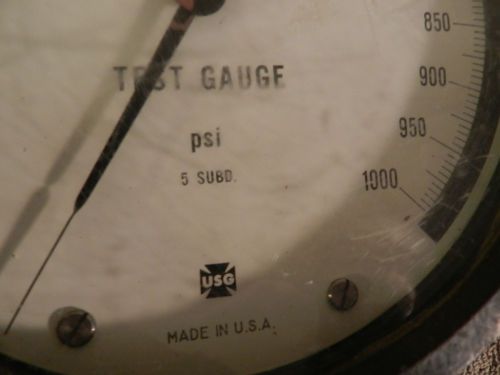 850
TEST GAUGE
900
psi
950
5 SUBD.
1000
USG
MADE IN U.S.A.